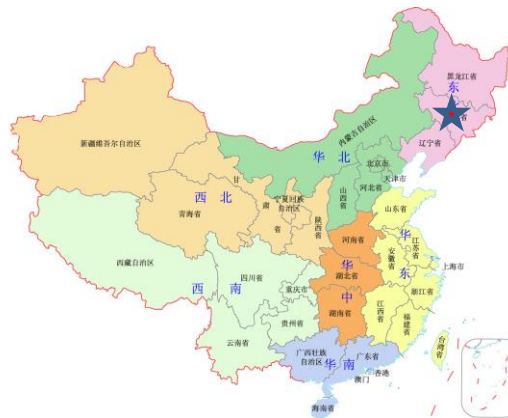 黑龙江省
东
省
辽宁省
内蒙古自治区
新疆维吾尔自治区
华 北
北京市
天津市
河北省
山西省
甘
肃
省
宁夏回族
自治区
西 北
青海省
陕西省
山东省
河南省
华 东
江苏省
安徽省
上海市
西藏自治区
四川省
西 南
重庆市
湖北省
华 中
浙江省
湖南省
江西省
贵州省
福建省
云南省
台湾省
广西壮族
自治区
华 南
广东省
香港
澳门
海南省